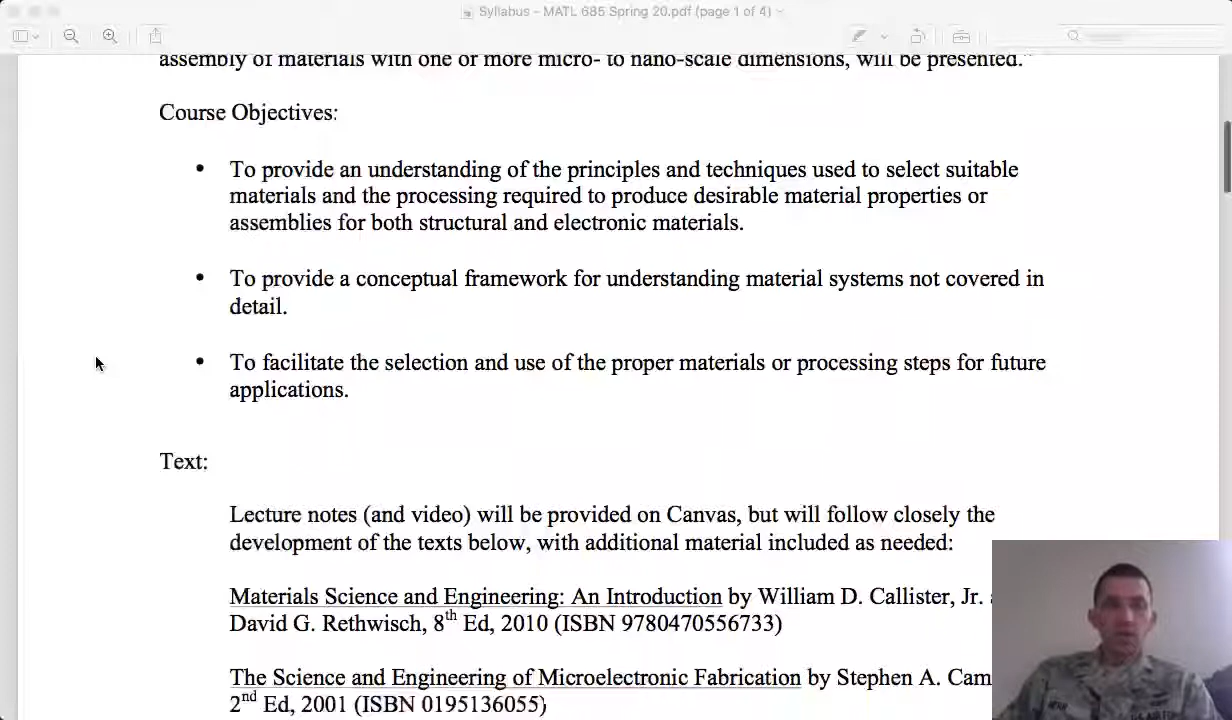 Syllabus – MATL 685 Spring 20.pdf (page 1 of 4)
assembly of materials with one or more micro- to nano-scale dimensions, will be presented."
Course Objectives:
• To provide an understanding of the principles and techniques used to select suitable
materials and the processing required to produce desirable material properties or
assemblies for both structural and electronic materials.
• To provide a conceptual framework for understanding material systems not covered in
detail.
• To facilitate the selection and use of the proper materials or processing steps for future
applications.
Text:
Lecture notes (and video) will be provided on Canvas, but will follow closely the
development of the texts below, with additional material included as needed:
Materials Science and Engineering: An Introduction by William D. Callister, Jr.
David G. Rethwisch, 8th Ed, 2010 (ISBN 9780470556733)
The Science and Engineering of Microelectronic Fabrication by Stephen A. Cam
2nd Ed, 2001 (ISBN 0195136055)